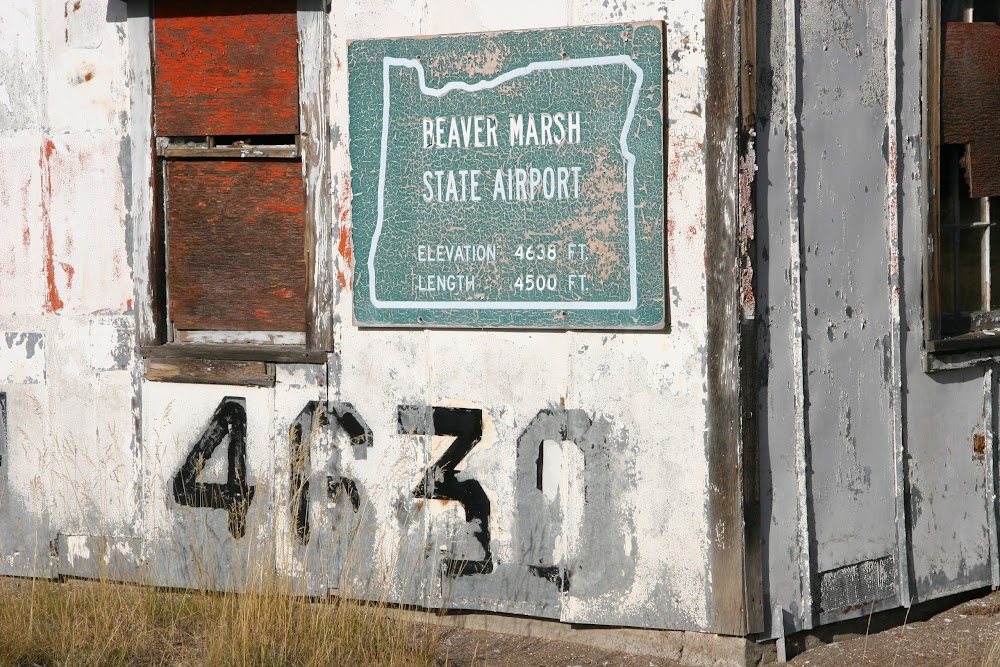 BEAVER MARSH
STATE AIRPORT
ELEVATION 4638 FT.
LENGTH 4500 FT.
4630